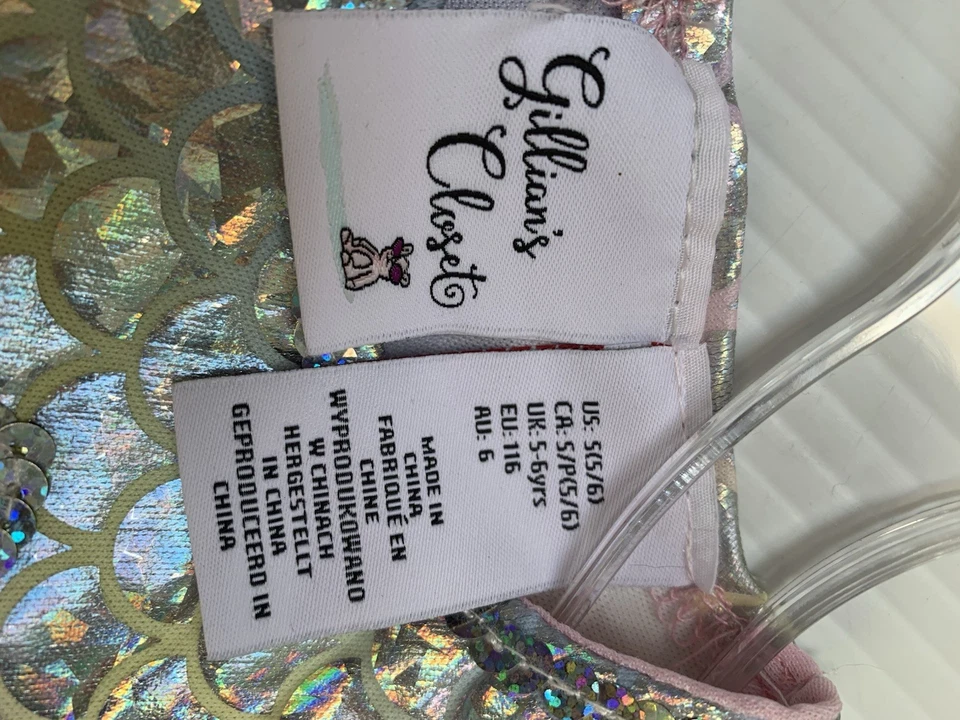 Gillian's
Closet
US: S(5/6)
CA: S/P(5/6)
UK: 5-6yrs
EU: 116
AU: 6
MADE IN
CHINA
FABRIQUÉ EN
CHINE
WYPRODUKOWANO
W CHINACH
HERGESTELLT
IN CHINA
GEPRODUCEERD IN
CHINA